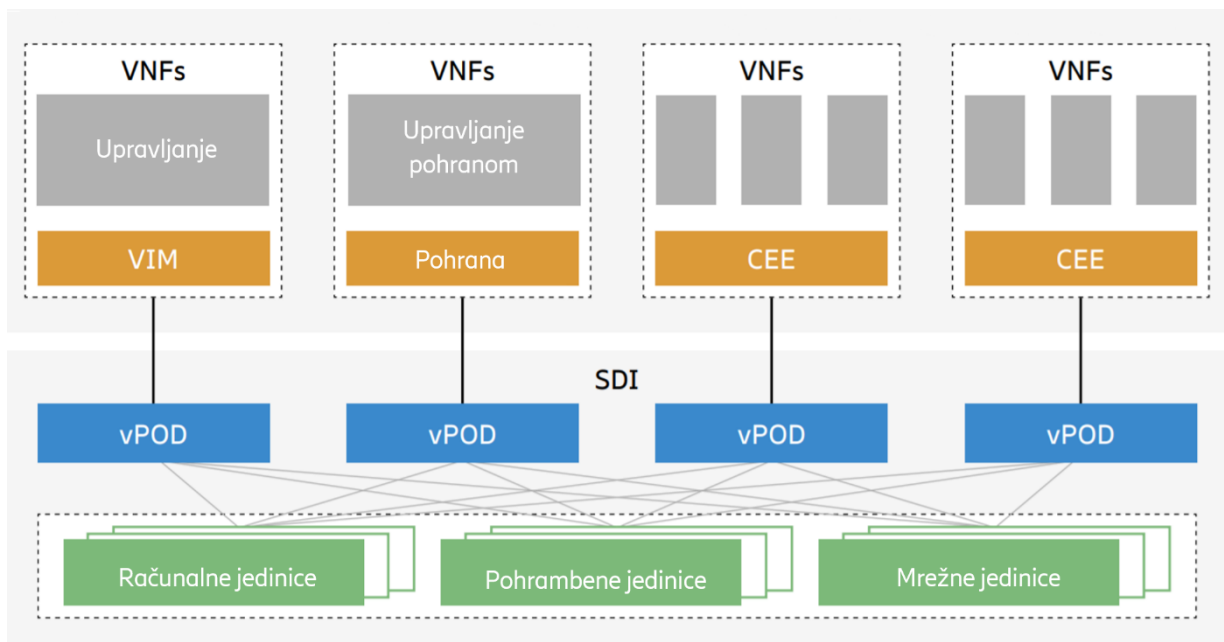 VNFs
VNFs
VNFs
VNFs
Upravljanje
Upravljanje
pohranom
VIM
Pohrana
CEE
CEE
SDI
vPOD
vPOD
vPOD
vPOD
Računalne jedinice
Pohrambene jedinice
Mrežne jedinice